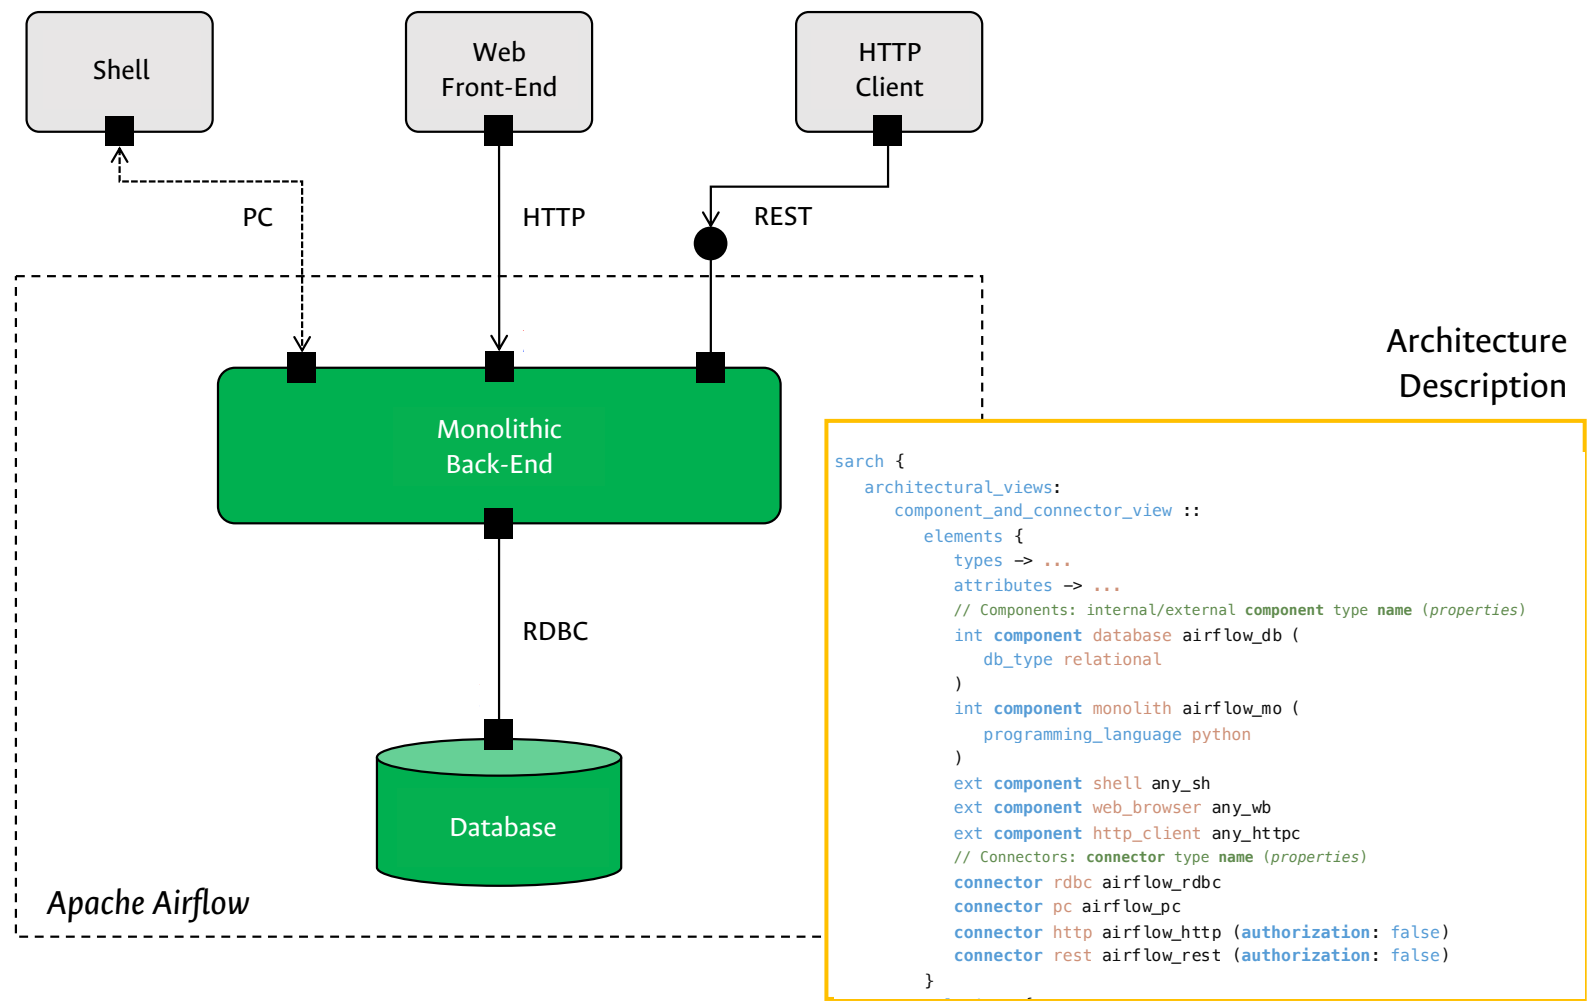 Shell
Web
Front-End
HTTP
Client
PC
HTTP
REST
Monolithic
Back-End
RDBC
Database
Apache Airflow
Architecture
Description
sarch {
architectural_views:
component_and_connector_view ::
elements {
types -> ...
attributes -> ...
// Components: internal/external component type name (properties)
int component database airflow_db (
db_type relational
)
int component monolith airflow_mo (
programming_language python
)
ext component shell any_sh
ext component web_browser any_wb
ext component http_client any_httpc
// Connectors: connector type name (properties)
connector rdbc airflow_rdbc
connector pc airflow_pc
connector http airflow_http (authorization: false)
connector rest airflow_rest (authorization: false)
}